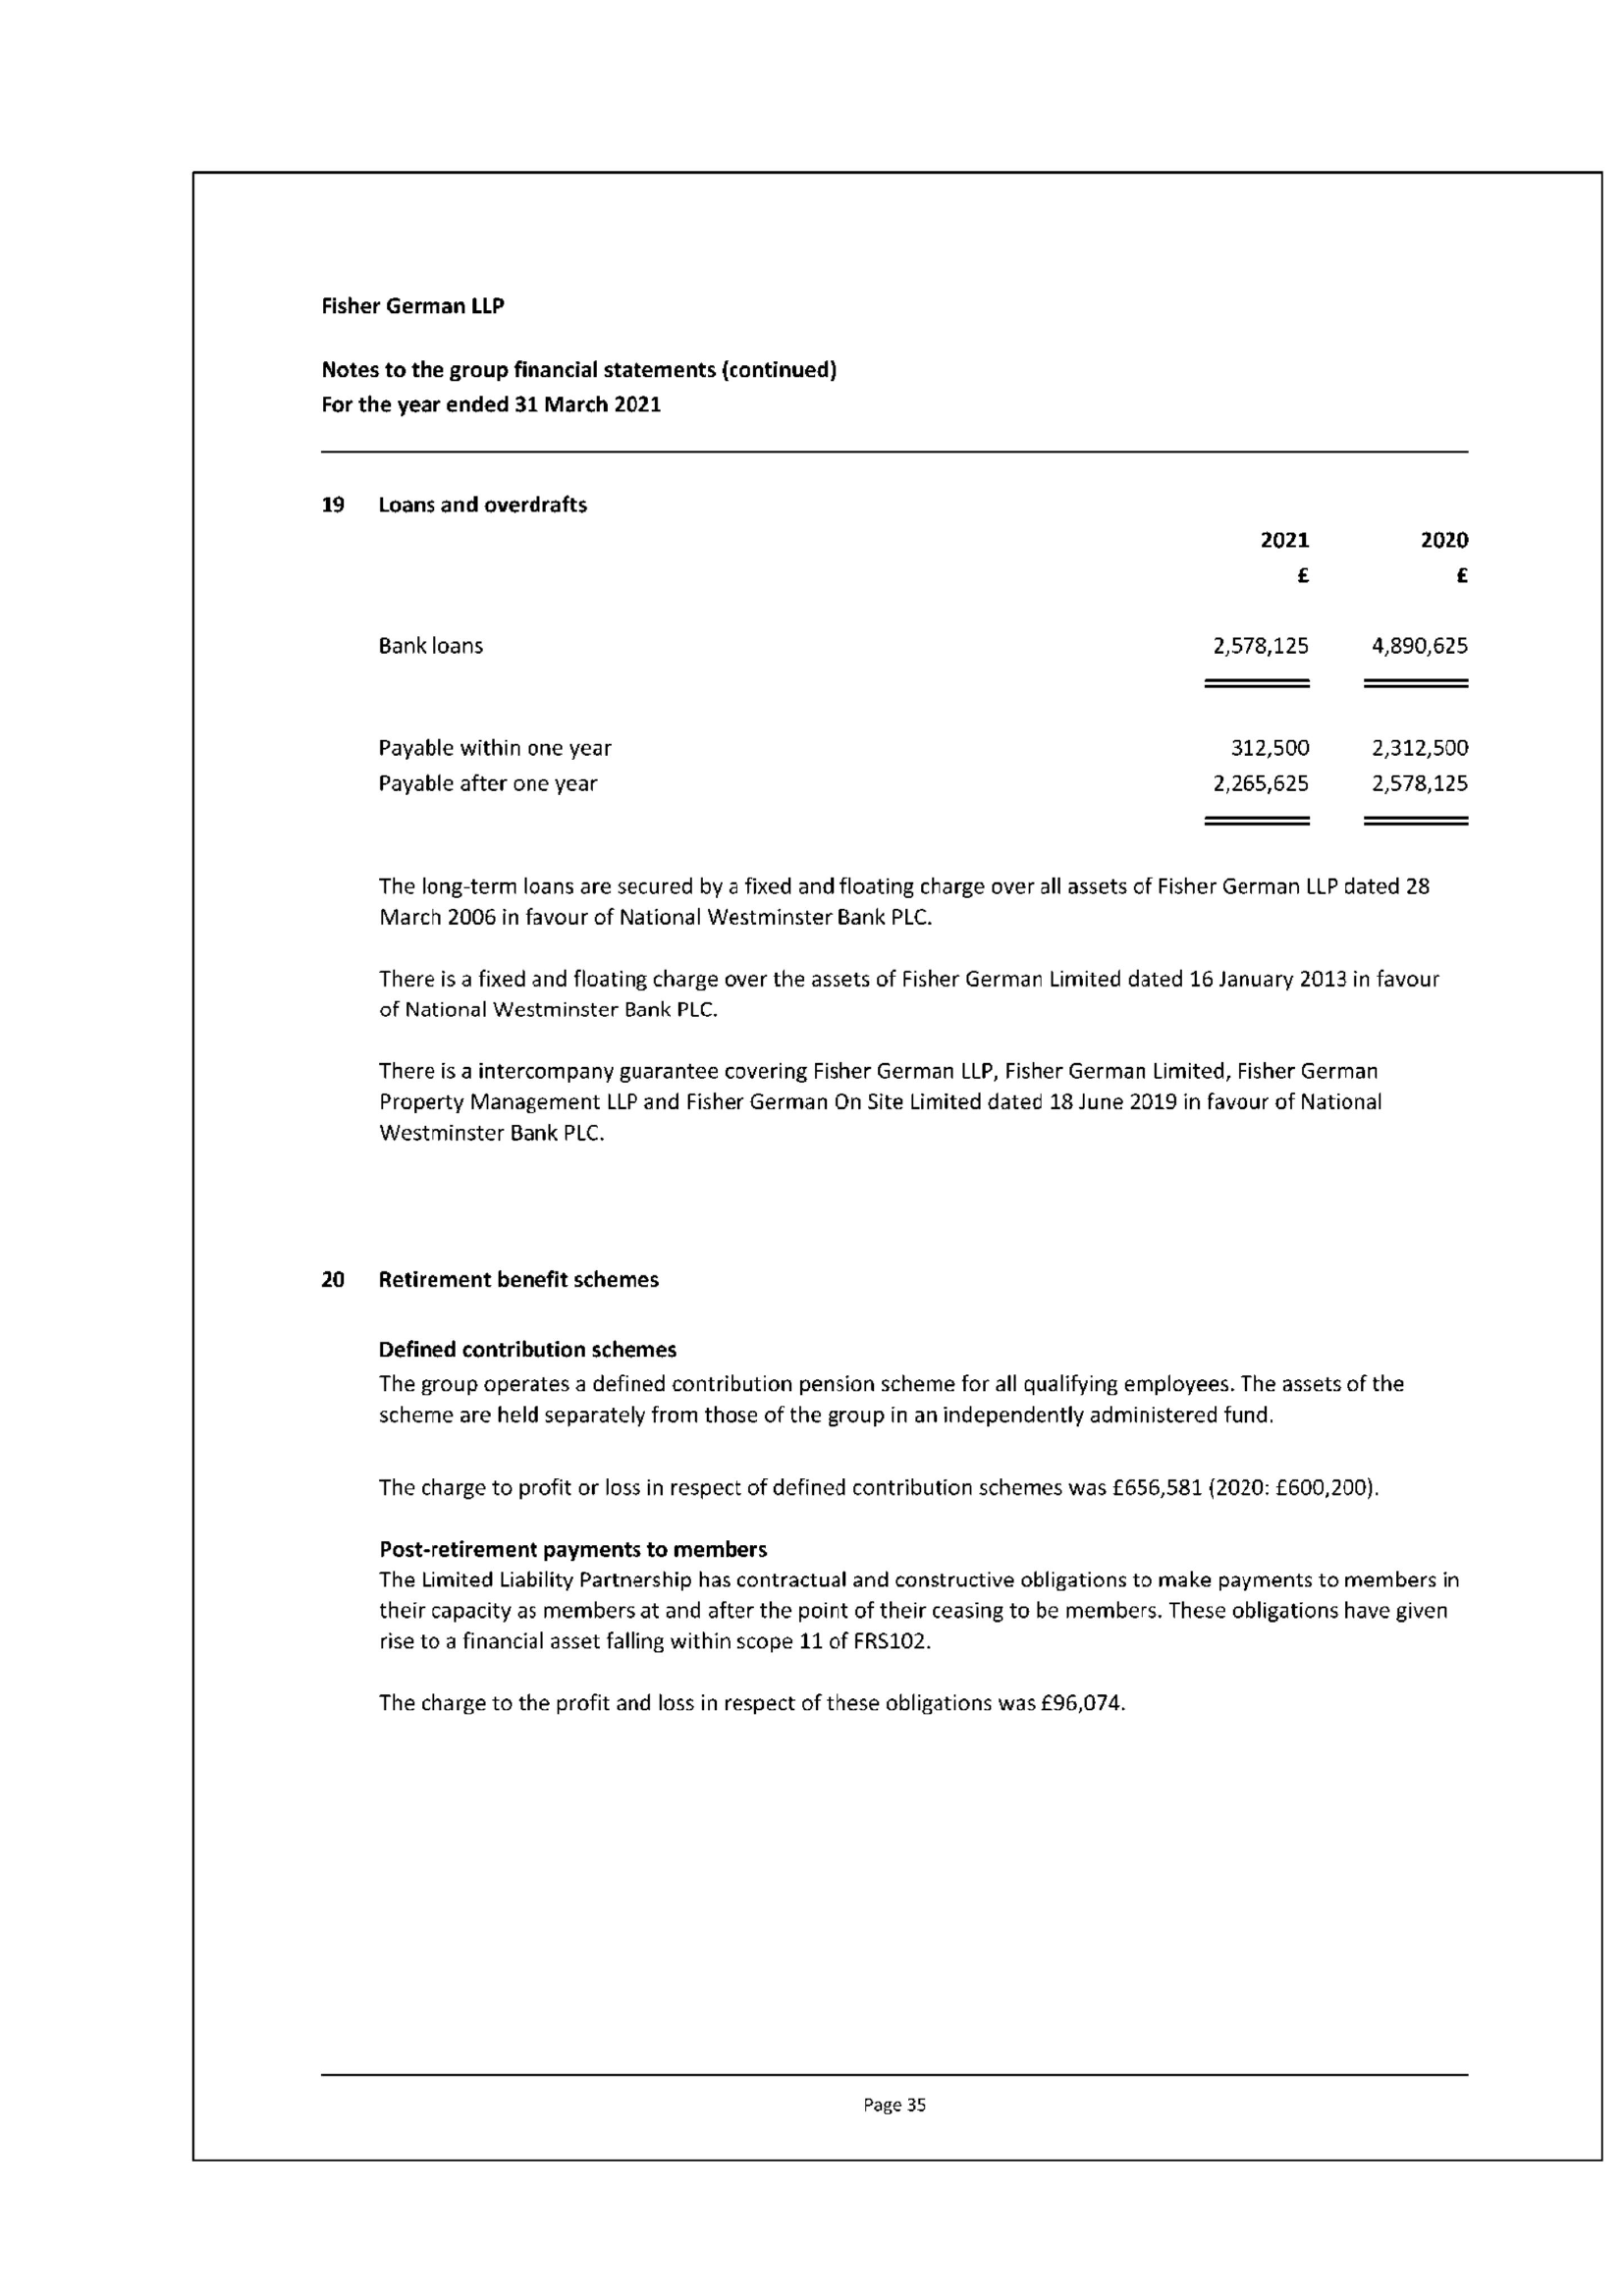 Fisher German LLP
Notes to the group financial statements (continued)
For the year ended 31 March 2021
19 Loans and overdrafts
2021 2020
£ £
Bank loans 2,578,125 4,890,625
Payable within one year 312,500 2,312,500
Payable after one year 2,265,625 2,578,125
The long-term loans are secured by a fixed and floating charge over all assets of Fisher German LLP dated 28
March 2006 in favour of National Westminster Bank PLC.
There is a fixed and floating charge over the assets of Fisher German Limited dated 16 January 2013 in favour
of National Westminster Bank PLC.
There is a intercompany guarantee covering Fisher German LLP, Fisher German Limited, Fisher German
Property Management LLP and Fisher German On Site Limited dated 18 June 2019 in favour of National
Westminster Bank PLC.
20 Retirement benefit schemes
Defined contribution schemes
The group operates a defined contribution pension scheme for all qualifying employees. The assets of the
scheme are held separately from those of the group in an independently administered fund.
The charge to profit or loss in respect of defined contribution schemes was £656,581 (2020: £600,200).
Post-retirement payments to members
The Limited Liability Partnership has contractual and constructive obligations to make payments to members in
their capacity as members at and after the point of their ceasing to be members. These obligations have given
rise to a financial asset falling within scope 11 of FRS102.
The charge to the profit and loss in respect of these obligations was £96,074.
Page 35